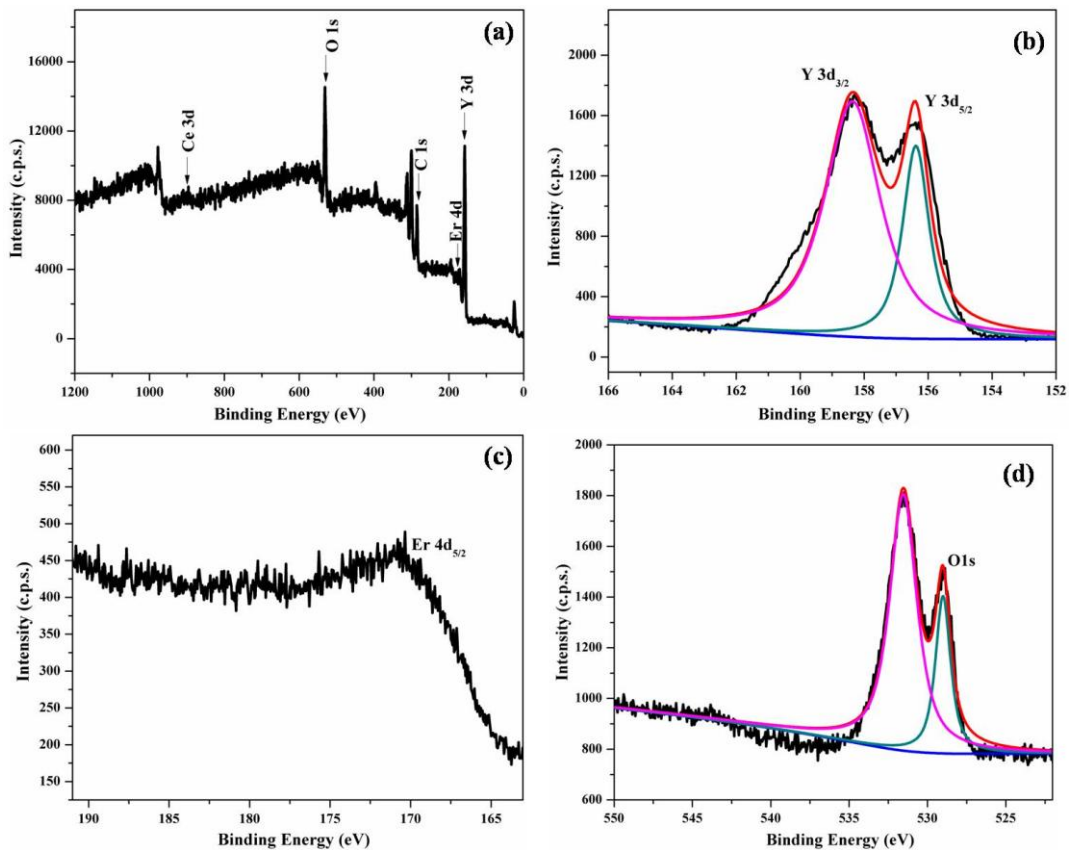 (a)
O 1s
Y 3d
Ce 3d
C 1s
Er 4d
16000
12000
8000
4000
0
Intensity (c.p.s.)
1200 1000 800 600 400 200 0
Binding Energy (eV)
(b)
Y 3d3/2
Y 3d5/2
2000
1600
1200
800
400
0
Intensity (c.p.s.)
166 164 162 160 158 156 154 152
Binding Energy (eV)
(c)
Er 4d5/2
600
550
500
450
400
350
300
250
200
150
Intensity (c.p.s.)
190 185 180 175 170 165
Binding Energy (eV)
(d)
O1s
2000
1800
1600
1400
1200
1000
800
600
Intensity (c.p.s.)
550 545 540 535 530 525
Binding Energy (eV)